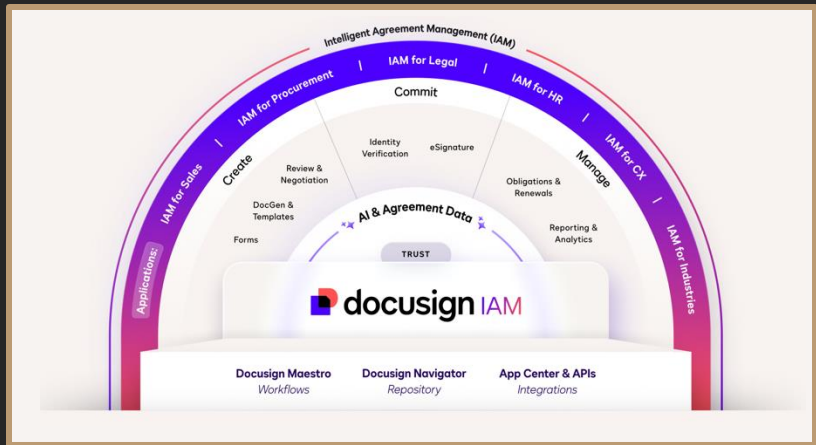 Intelligent Agreement Management (IAM)
Applications:
IAM for Sales
|
IAM for Procurement
|
IAM for Legal
|
IAM for HR
|
IAM for CX
|
IAM for Industries
Create
Commit
Manage
Forms
DocGen &
Templates
Review &
Negotiation
Identity
Verification
eSignature
Obligations &
Renewals
Reporting &
Analytics
AI & Agreement Data
TRUST
docusign IAM
Docusign Maestro
Workflows
Docusign Navigator
Repository
App Center & APIs
Integrations